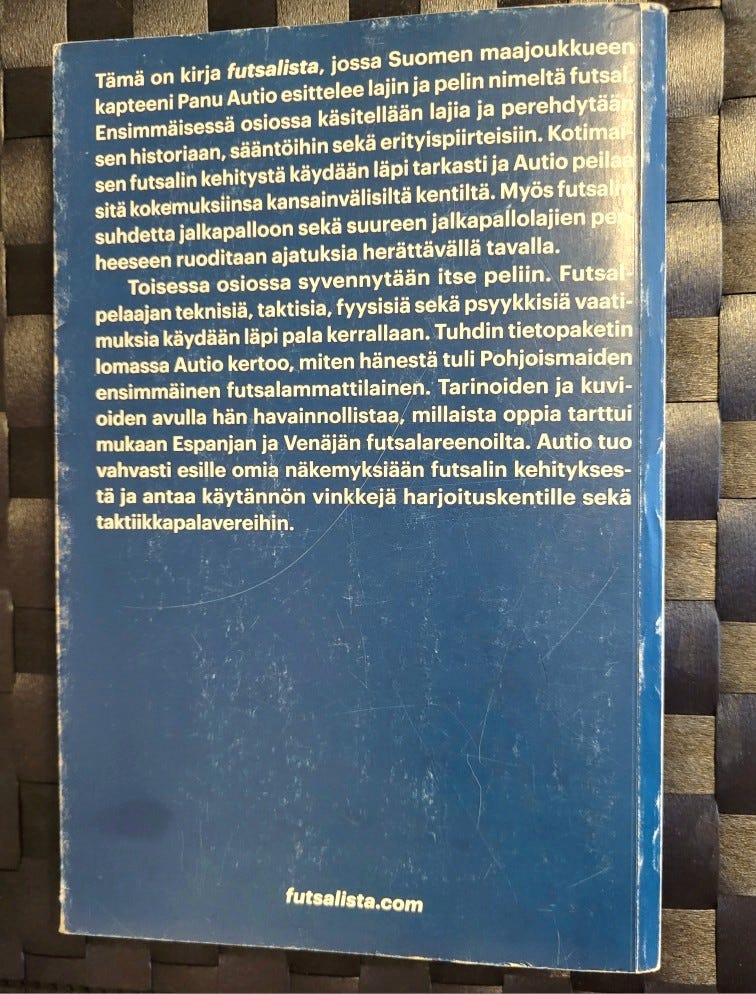 Tämä on kirja futsalista, jossa Suomen maajoukkueen
kapteeni Panu Autio esittelee lajin ja pelin nimeltä futsal.
Ensimmäisessä osiossa käsitellään lajia ja perehdytään
sen historiaan, sääntöihin sekä erityispiirteisiin. Kotimai-
sen futsalin kehitystä käydään läpi tarkasti ja Autio peilaa
sitä kokemuksiinsa kansainvälisiltä kentiltä. Myös futsalin
suhdetta jalkapalloon sekä suureen jalkapallolajien per-
heeseen ruoditaan ajatuksia herättävällä tavalla.
Toisessa osiossa syvennytään itse peliin. Futsal-
pelaajan teknisiä, taktisia, fyysisiä sekä psyykkisiä vaati-
muksia käydään läpi pala kerrallaan. Tuhdin tietopaketin
lomassa Autio kertoo, miten hänestä tuli Pohjoismaiden
ensimmäinen futsalammattilainen. Tarinoiden ja kuvi-
oiden avulla hän havainnollistaa, millaista oppia tarttui
mukaan Espanjan ja Venäjän futsalareenoilta. Autio tuo
vahvasti esille omia näkemyksiään futsalin kehitykses-
tä ja antaa käytännön vinkkejä harjoituskentille sekä
taktiikkapalavereihin.
futsalista.com